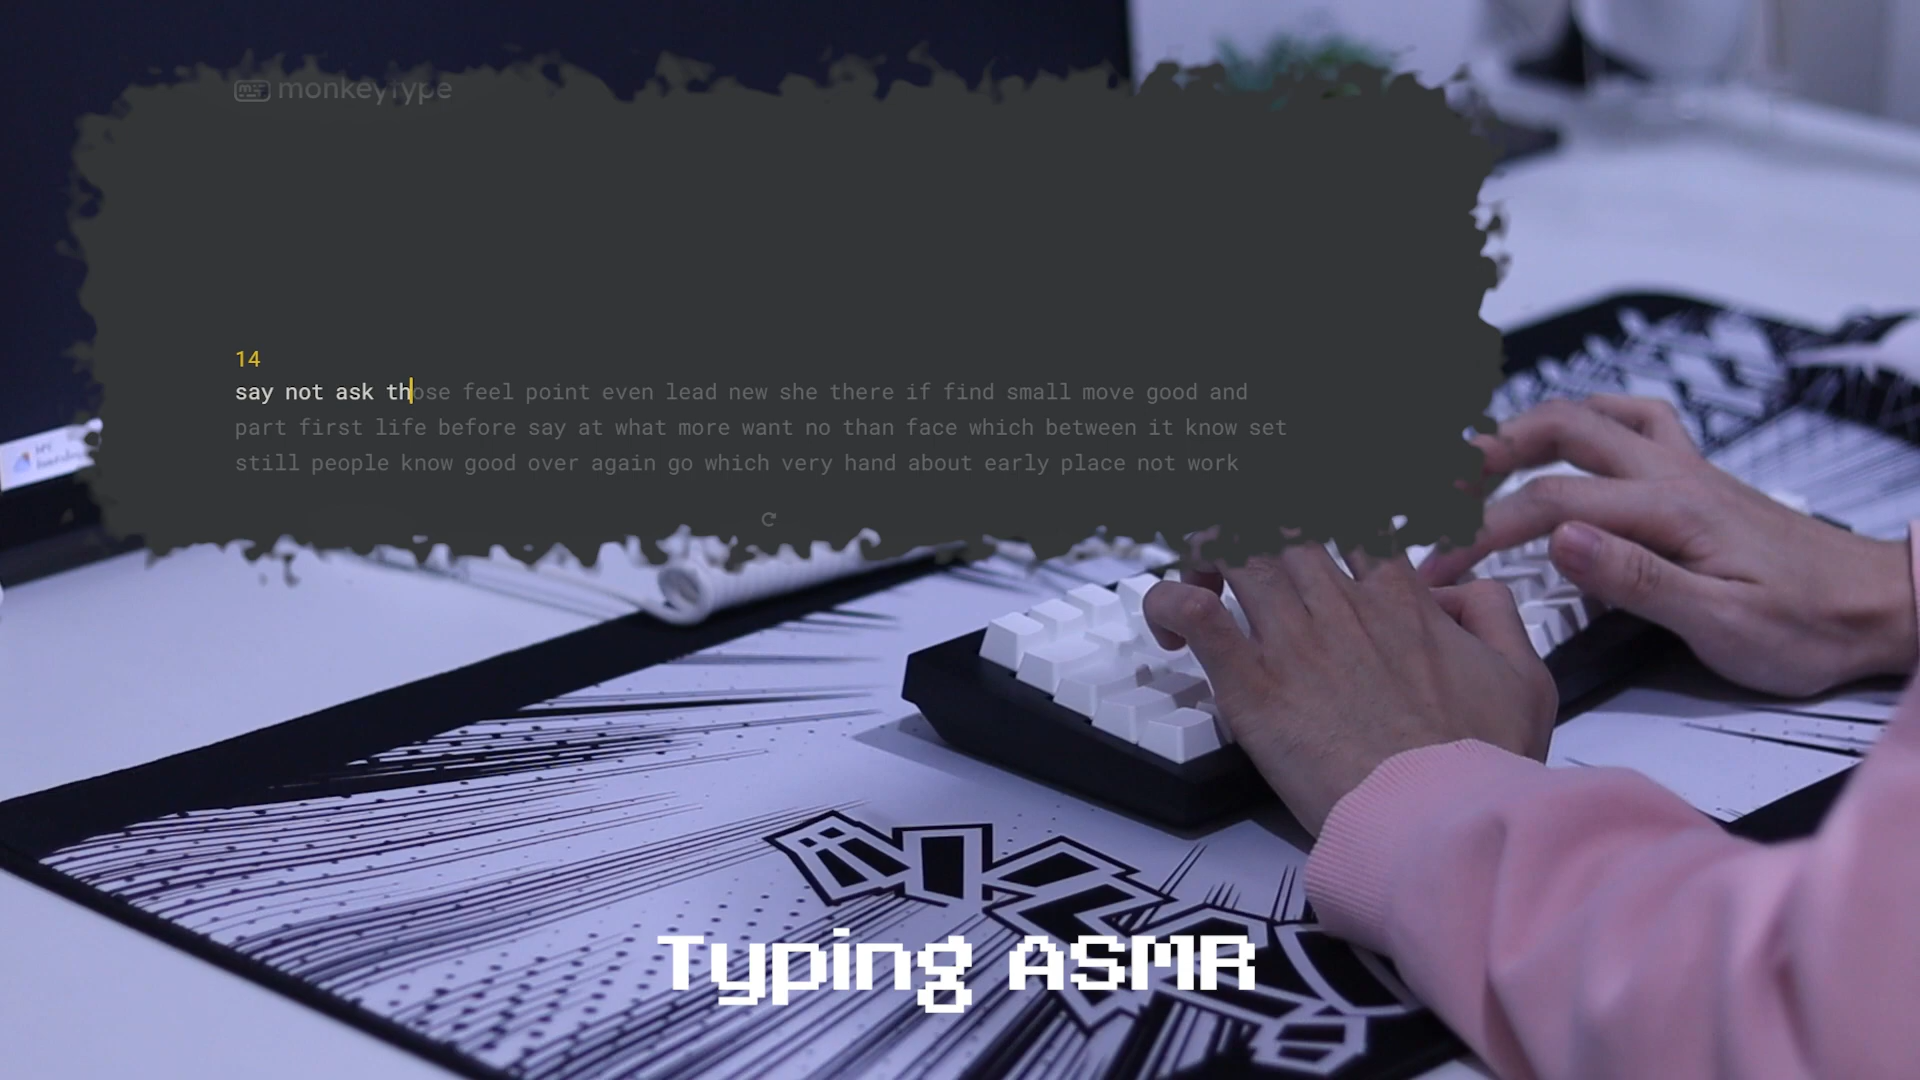 monkeytype
14
say not ask those feel point even lead new she there if find small move good and
part first life before say at what more want no than face which between it know set
still people know good over again go which very hand about early place not work
Typing ASMR